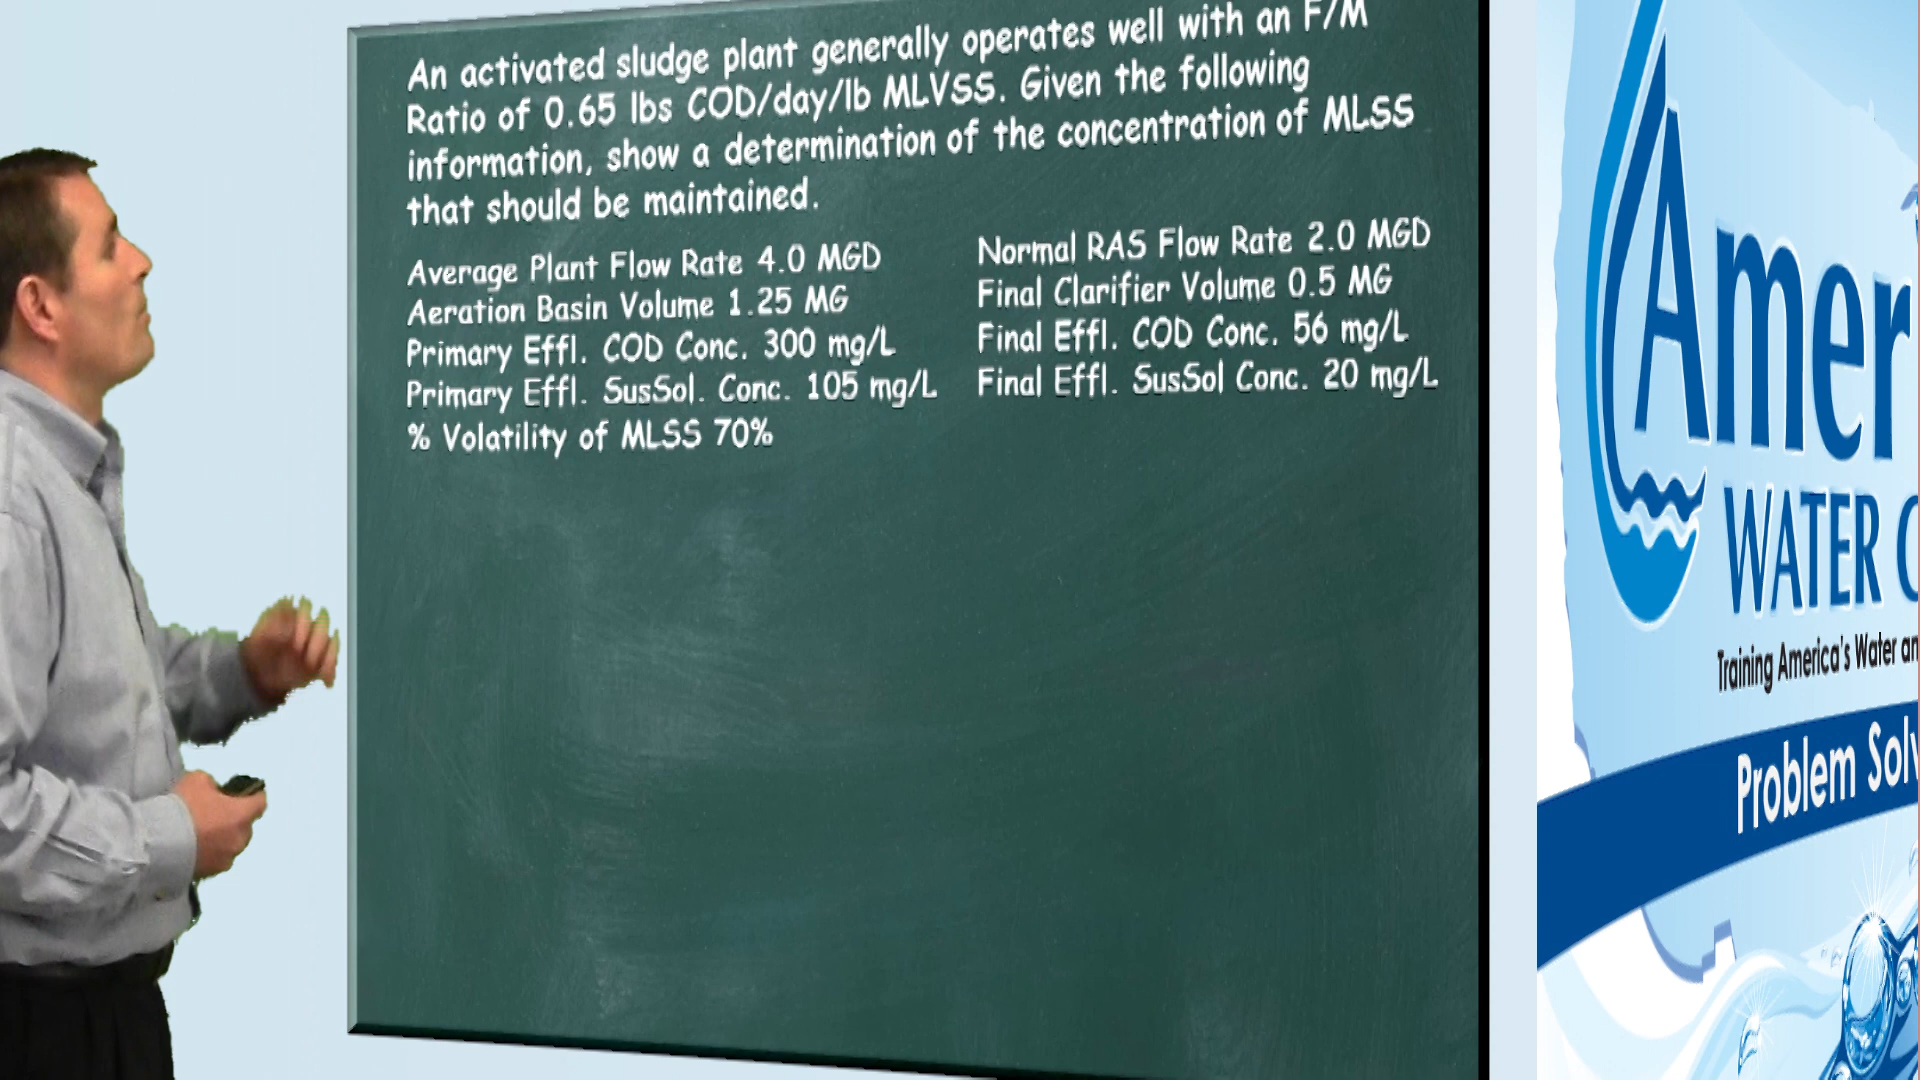 An activated sludge plant generally operates well with an F/M
Ratio of 0.65 lbs COD/day/lb MLVSS. Given the following
information, show a determination of the concentration of MLSS
that should be maintained.
Average Plant Flow Rate 4.0 MGD
Aeration Basin Volume 1.25 MG
Primary Effl. COD Conc. 300 mg/L
Primary Effl. SusSol. Conc. 105 mg/L
% Volatility of MLSS 70%
Normal RAS Flow Rate 2.0 MGD
Final Clarifier Volume 0.5 MG
Final Effl. COD Conc. 56 mg/L
Final Effl. SusSol Conc. 20 mg/L
Amer
WATER
Training America's Water an
Problem Solv